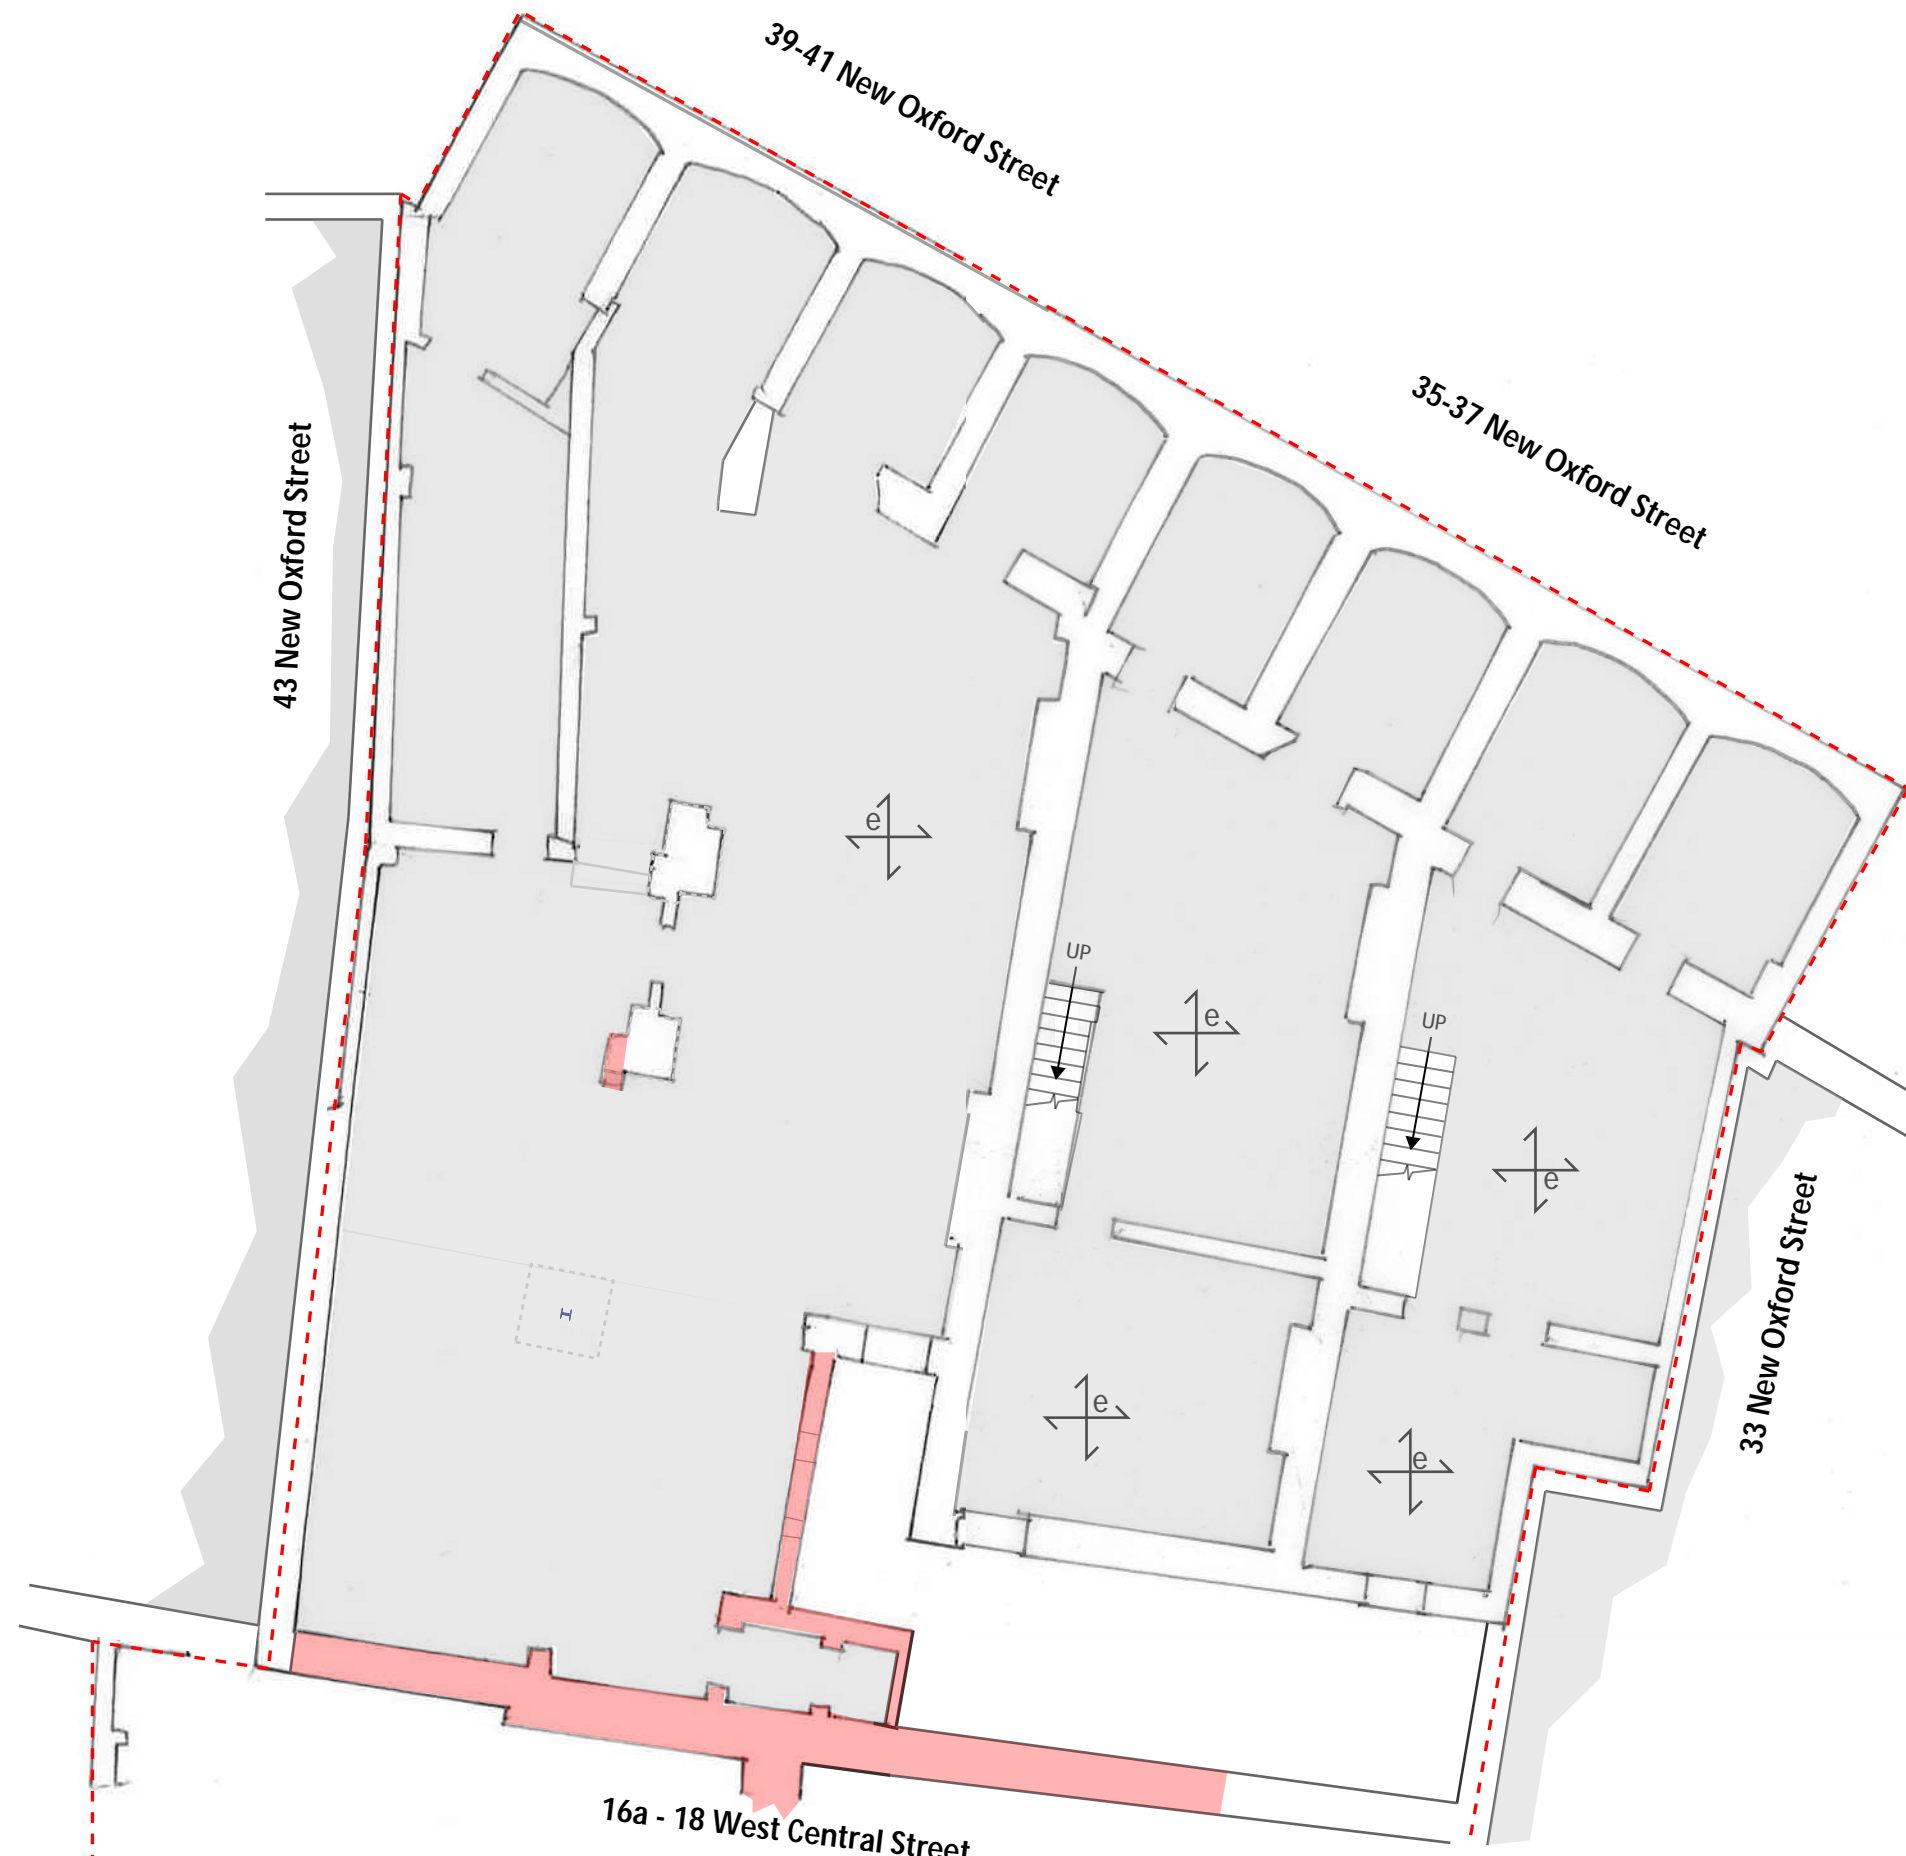 39-41 New Oxford Street
35-37 New Oxford Street
43 New Oxford Street
e
UP
e
UP
e
33 New Oxford Street
I
e
e
16a - 18 West Central Street